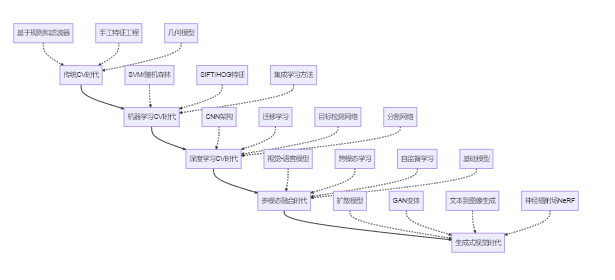 基于规则和滤波器
手工特征工程
几何模型
传统CV时代
SVM/随机森林
SIFT/HOG特征
集成学习方法
机器学习CV时代
CNN架构
迁移学习
目标检测网络
分割网络
深度学习CV时代
视觉-语言模型
跨模态学习
自监督学习
基础模型
多模态融合时代
扩散模型
GAN变体
文本到图像生成
神经辐射场NeRF
生成式视觉时代